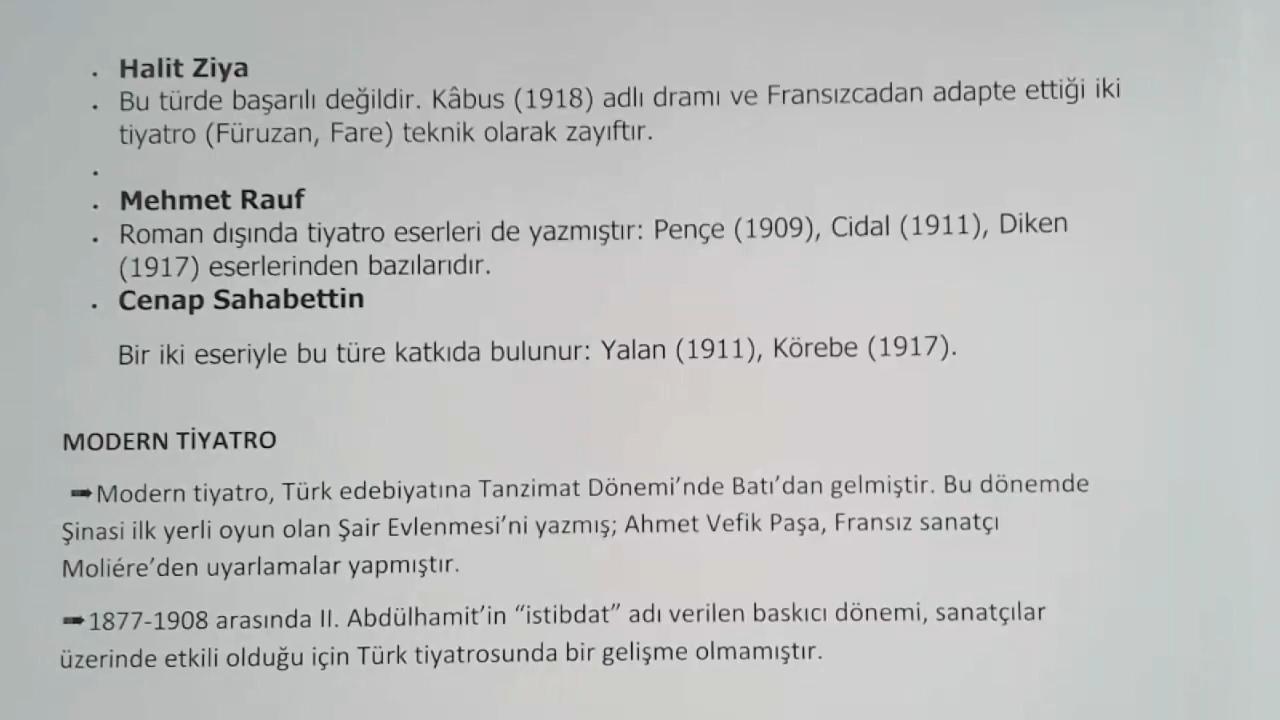 . Halit Ziya
. Bu türde başarılı değildir. Kâbus (1918) adlı dramı ve Fransızcadan adapte ettiği iki
tiyatro (Füruzan, Fare) teknik olarak zayıftır.
.
. Mehmet Rauf
. Roman dışında tiyatro eserleri de yazmıştır: Pençe (1909), Cidal (1911), Diken
(1917) eserlerinden bazılarıdır.
. Cenap Sahabettin
Bir iki eseriyle bu türe katkıda bulunur: Yalan (1911), Körebe (1917).
MODERN TİYATRO
➡Modern tiyatro, Türk edebiyatına Tanzimat Dönemi’nde Batı’dan gelmiştir. Bu dönemde
Şinasi ilk yerli oyun olan Şair Evlenmesi’ni yazmış; Ahmet Vefik Paşa, Fransız sanatçı
Moliére’den uyarlamalar yapmıştır.
➡1877-1908 arasında II. Abdülhamit’in “istibdat” adı verilen baskıcı dönemi, sanatçılar
üzerinde etkili olduğu için Türk tiyatrosunda bir gelişme olmamıştır.